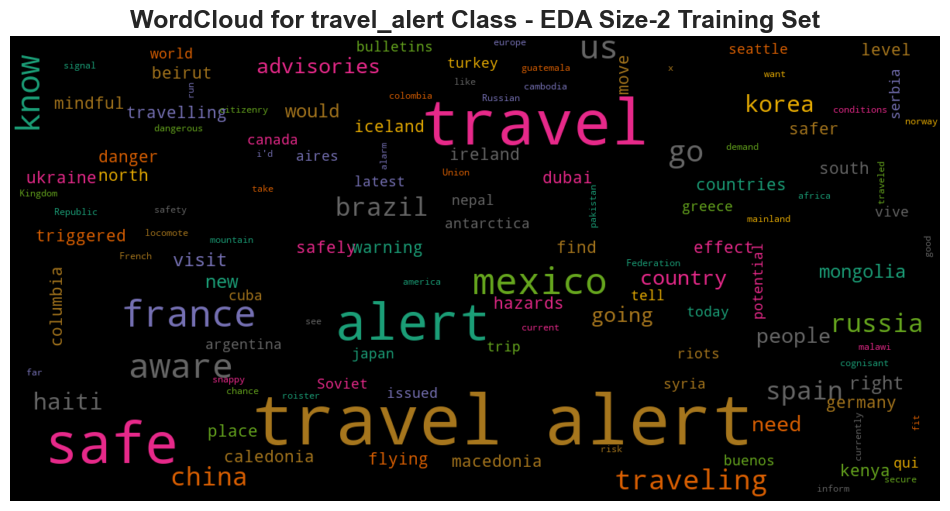 WordCloud for travel_alert Class - EDA Size-2 Training Set
know
signal
world
beirut
run
bulletins
advisories
europe
turkey
like
guatemala
us
move
x
seattle
want
level
serbia
mindful
travelling
citizenry
dangerous
would
colombia
Russian
cambodia
travel
korea
conditions
norway
iceland
safer
canada
i'd
aires
alarm
ireland
go
demand
south
danger
north
ukraine
Kingdom
latest
take
Union
dubai
pakistan
countries
africa
traveled
brazil
nepal
greece
vive
Republic
safety
antarctica
mainland
triggered
locomote
mountain
safely
warning
find
effect
good
French
visit
columbia
new
cuba
america
mexico
Federation
country
potential
mongolia
tell
hazards
france
see
alert
current
going
today
people
russia
argentina
japan
trip
riots
malawi
cognisant
far
aware
snappy
chance
roister
Soviet
issued
syria
spain
right
germany
haiti
safe
place
travel alert
need
currently
fit
caledonia
flying
macedonia
risk
buenos
kenya
qui
china
traveling
secure
inform